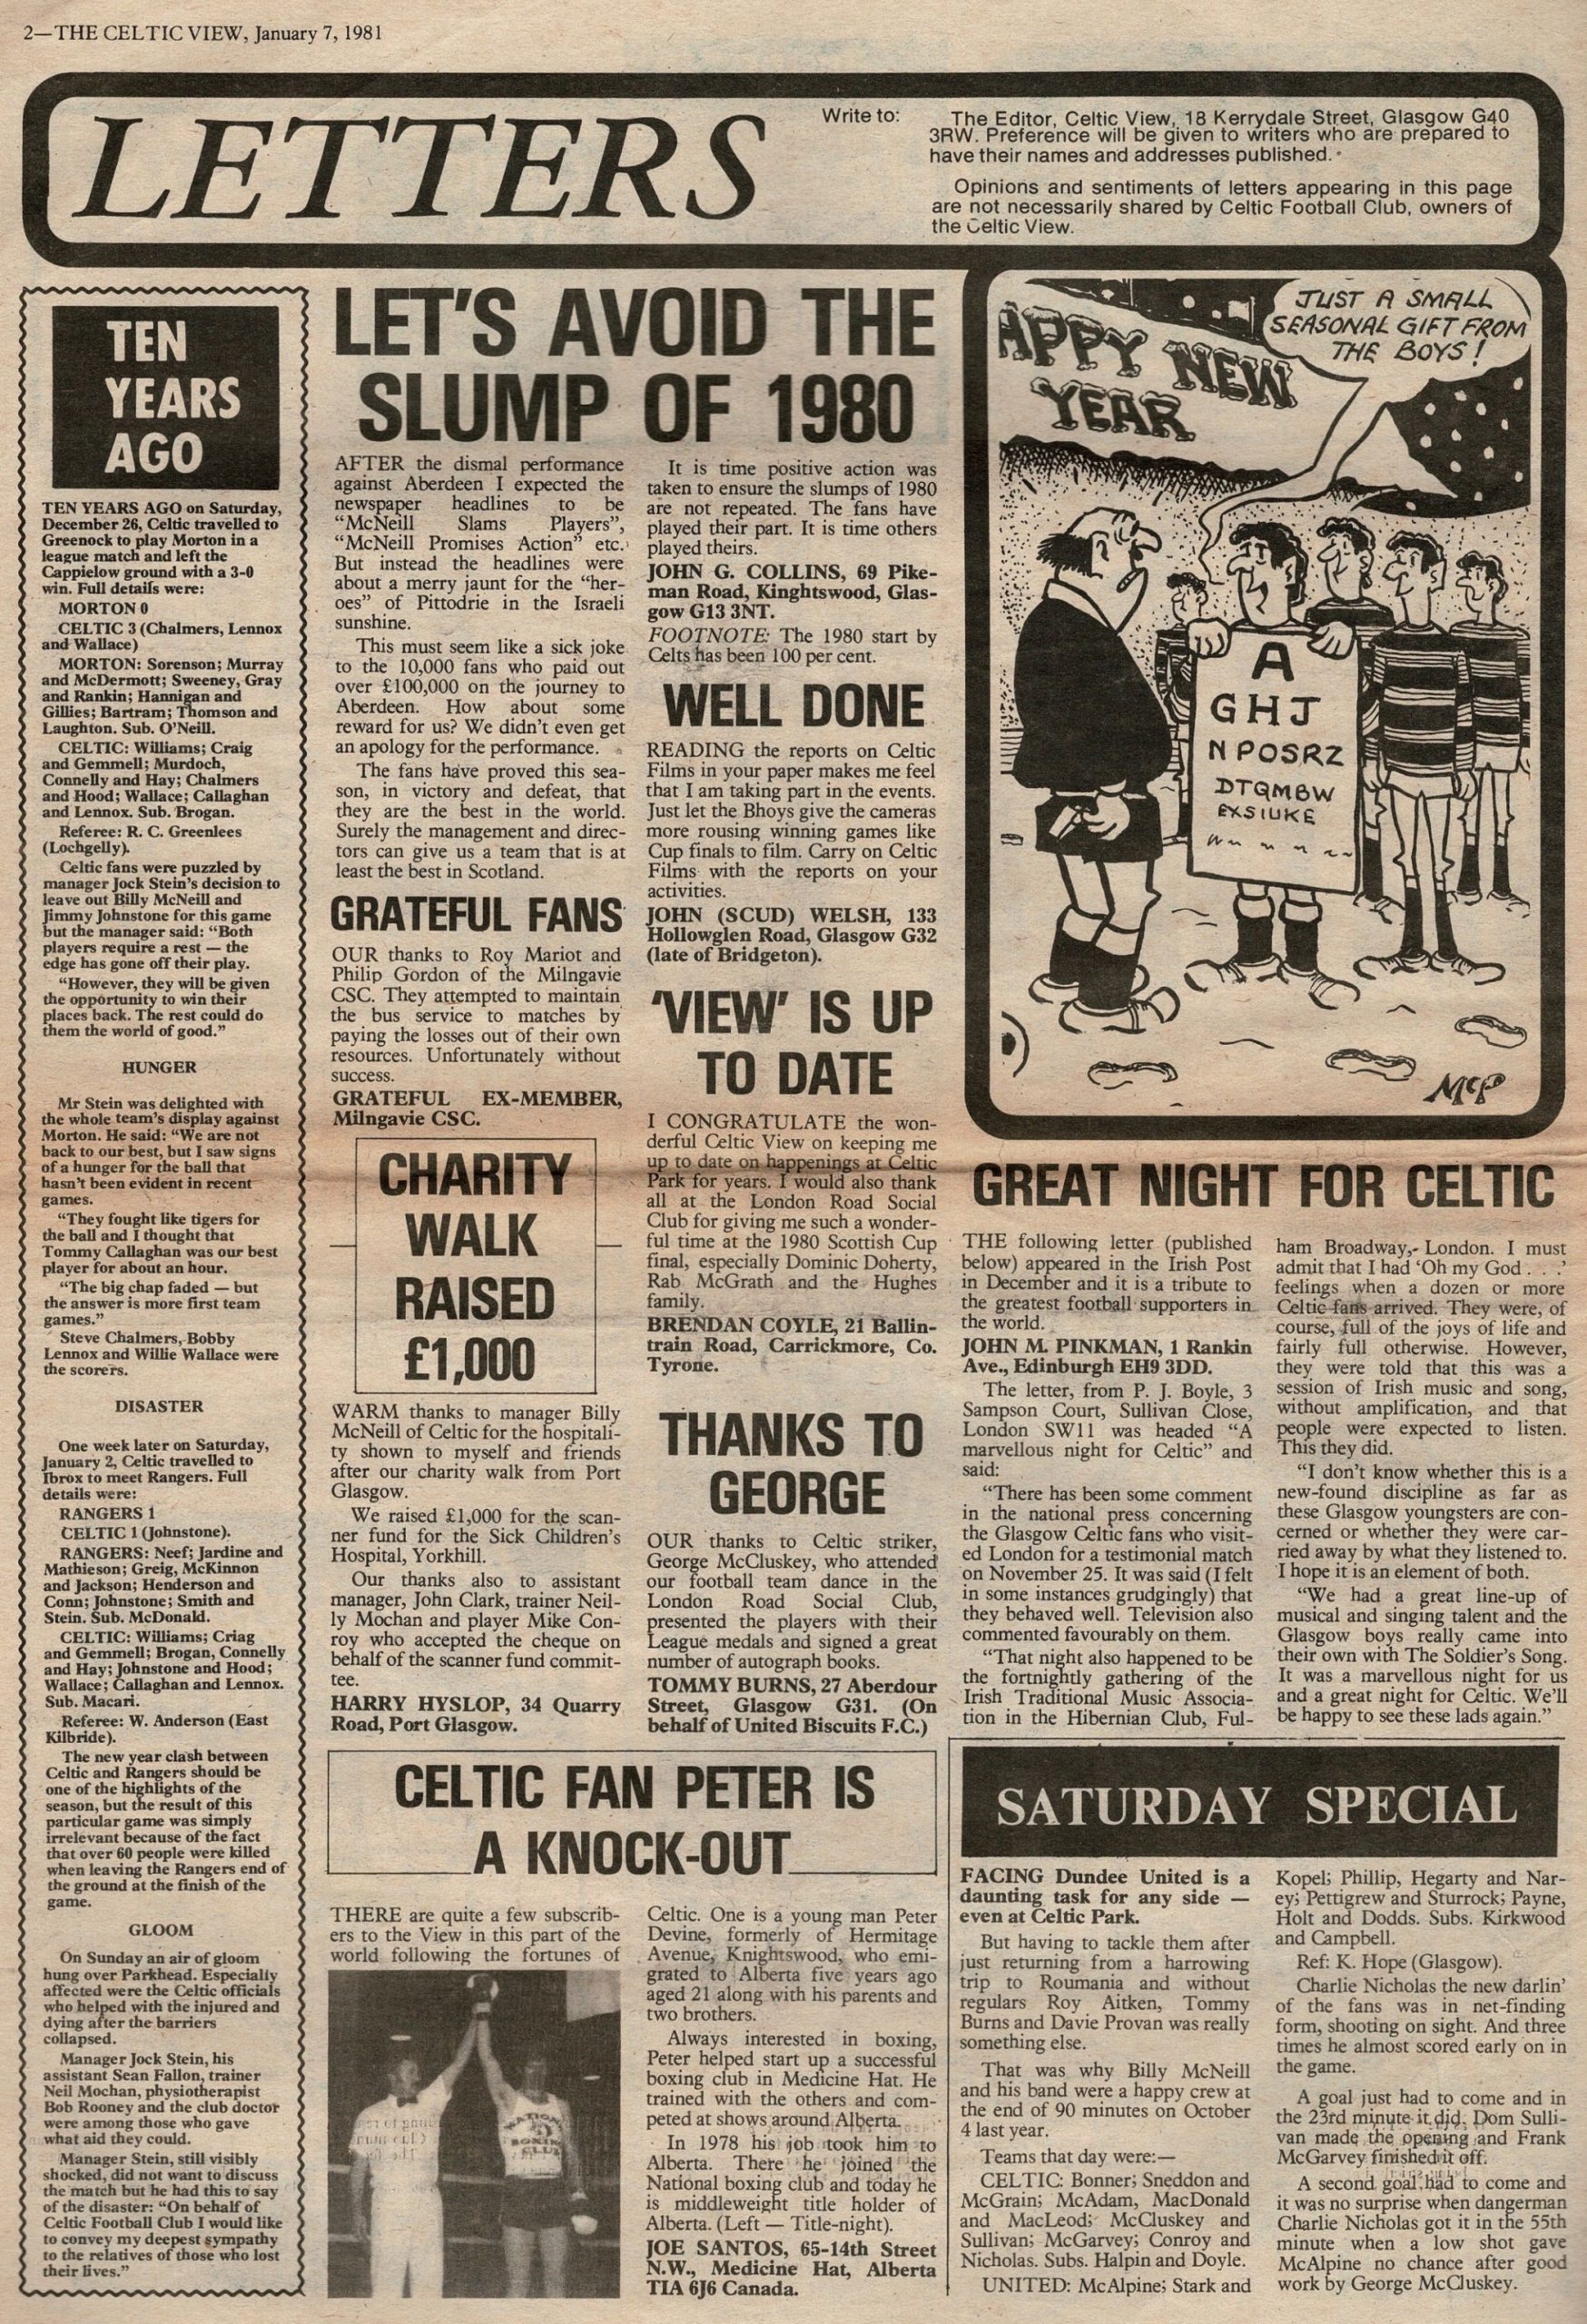 2—THE CELTIC VIEW, January 7, 1981
LETTERS
Write to:
The Editor, Celtic View, 18 Kerrydale Street, Glasgow G40
3RW. Preference will be given to writers who are prepared to
have their names and addresses published.
Opinions and sentiments of letters appearing in this page
are not necessarily shared by Celtic Football Club, owners of
the Celtic View.
TEN
YEARS
AGO
TEN YEARS AGO on Saturday,
December 26, Celtic travelled to
Greenock to play Morton in a
league match and left the
Cappielow ground with a 3-0
win. Full details were:
MORTON 0
CELTIC 3 (Chalmers, Lennox
and Wallace)
MORTON: Sorenson; Murray
and McDermott; Sweeney, Gray
and Rankin; Hannigan and
Gillies; Bartram; Thomson and
Laughton. Sub. O'Neill.
CELTIC: Williams; Craig
and Gemmell; Murdoch,
Connelly and Hay; Chalmers
and Hood; Wallace; Callaghan
and Lennox. Sub. Brogan.
Referee: R. C. Greenlees
(Lochgelly).
Celtic fans were puzzled by
manager Jock Stein's decision to
leave out Billy McNeill and
Jimmy Johnstone for this game
but the manager said: “Both
players require a rest — the
edge has gone off their play.
“However, they will be given
the opportunity to win their
places back. The rest could do
them the world of good.”
HUNGER
Mr Stein was delighted with
the whole team's display against
Morton. He said: “We are not
back to our best, but I saw signs
of a hunger for the ball that
hasn't been evident in recent
games.
“They fought like tigers for
the ball and I thought that
Tommy Callaghan was our best
player for about an hour.
“The big chap faded — but
the answer is more first team
games.”
Steve Chalmers, Bobby
Lennox and Willie Wallace were
the scorers.
DISASTER
One week later on Saturday,
January 2, Celtic travelled to
Ibrox to meet Rangers. Full
details were:
RANGERS 1
CELTIC 1 (Johnstone).
RANGERS: Neef; Jardine and
Mathieson; Greig, McKinnon
and Jackson; Henderson and
Conn; Johnstone; Smith and
Stein. Sub. McDonald.
CELTIC: Williams; Criag
and Gemmell; Brogan, Connelly
and Hay; Johnstone and Hood;
Wallace; Callaghan and Lennox.
Sub. Macari.
Referee: W. Anderson (East
Kilbride).
The new year clash between
Celtic and Rangers should be
one of the highlights of the
season, but the result of this
particular game was simply
irrelevant because of the fact
that over 60 people were killed
when leaving the Rangers end of
the ground at the finish of the
game.
GLOOM
On Sunday an air of gloom
hung over Parkhead. Especially
affected were the Celtic officials
who helped with the injured and
dying after the barriers
collapsed.
Manager Jock Stein, his
assistant Sean Fallon, trainer
Neil Mochan, physiotherapist
Bob Rooney and the club doctor
were among those who gave
what aid they could.
Manager Stein, still visibly
shocked, did not want to discuss
the match but he had this to say
of the disaster: “On behalf of
Celtic Football Club I would like
to convey my deepest sympathy
to the relatives of those who lost
their lives.”
LET'S AVOID THE
SLUMP OF 1980
AFTER the dismal performance
against Aberdeen I expected the
newspaper headlines to be
“McNeill Slams Players”,
“McNeill Promises Action” etc.
But instead the headlines were
about a merry jaunt for the “her-
oes” of Pittodrie in the Israeli
sunshine.
This must seem like a sick joke
to the 10,000 fans who paid out
over £100,000 on the journey to
Aberdeen. How about some
reward for us? We didn't even get
an apology for the performance.
The fans have proved this sea-
son, in victory and defeat, that
they are the best in the world.
Surely the management and direc-
tors can give us a team that is at
least the best in Scotland.
It is time positive action was
taken to ensure the slumps of 1980
are not repeated. The fans have
played their part. It is time others
played theirs.
JOHN G. COLLINS, 69 Pike-
man Road, Kinghtswood, Glas-
gow G13 3NT.
FOOTNOTE: The 1980 start by
Celts has been 100 per cent.
GRATEFUL FANS
OUR thanks to Roy Mariot and
Philip Gordon of the Milngavie
CSC. They attempted to maintain
the bus service to matches by
paying the losses out of their own
resources. Unfortunately without
success.
GRATEFUL EX-MEMBER,
Milngavie CSC.
CHARITY
WALK
RAISED
£1,000
WARM thanks to manager Billy
McNeill of Celtic for the hospitali-
ty shown to myself and friends
after our charity walk from Port
Glasgow.
We raised £1,000 for the scan-
ner fund for the Sick Children's
Hospital, Yorkhill.
Our thanks also to assistant
manager, John Clark, trainer Neil-
ly Mochan and player Mike Con-
roy who accepted the cheque on
behalf of the scanner fund commit-
tee.
HARRY HYSLOP, 34 Quarry
Road, Port Glasgow.
WELL DONE
READING the reports on Celtic
Films in your paper makes me feel
that I am taking part in the events.
Just let the Bhoys give the cameras
more rousing winning games like
Cup finals to film. Carry on Celtic
Films with the reports on your
activities.
JOHN (SCUD) WELSH, 133
Hollowglen Road, Glasgow G32
(late of Bridgeton).
‘VIEW’ IS UP
TO DATE
I CONGRATULATE the won-
derful Celtic View on keeping me
up to date on happenings at Celtic
Park for years. I would also thank
all at the London Road Social
Club for giving me such a wonder-
ful time at the 1980 Scottish Cup
final, especially Dominic Doherty,
Rab McGrath and the Hughes
family.
BRENDAN COYLE, 21 Ballin-
train Road, Carrickmore, Co.
Tyrone.
THANKS TO
GEORGE
OUR thanks to Celtic striker,
George McCluskey, who attended
our football team dance in the
London Road Social Club,
presented the players with their
League medals and signed a great
number of autograph books.
TOMMY BURNS, 27 Aberdour
Street, Glasgow G31. (On
behalf of United Biscuits F.C.)
APPY NEW
YEAR
JUST A SMALL
SEASONAL GIFT FROM
THE BOYS!
A
GHJ
N POSRZ
DTQMBW
EXSIUKE
McP
GREAT NIGHT FOR CELTIC
THE following letter (published
below) appeared in the Irish Post
in December and it is a tribute to
the greatest football supporters in
the world.
JOHN M. PINKMAN, 1 Rankin
Ave., Edinburgh EH9 3DD.
The letter, from P. J. Boyle, 3
Sampson Court, Sullivan Close,
London SW11 was headed “A
marvellous night for Celtic” and
said:
“There has been some comment
in the national press concerning
the Glasgow Celtic fans who visit-
ed London for a testimonial match
on November 25. It was said (I felt
in some instances grudgingly) that
they behaved well. Television also
commented favourably on them.
“That night also happened to be
the fortnightly gathering of the
Irish Traditional Music Associa-
tion in the Hibernian Club, Ful-
ham Broadway, London. I must
admit that I had ‘Oh my God . . .’
feelings when a dozen or more
Celtic fans arrived. They were, of
course, full of the joys of life and
fairly full otherwise. However,
they were told that this was a
session of Irish music and song,
without amplification, and that
people were expected to listen.
This they did.
“I don't know whether this is a
new-found discipline as far as
these Glasgow youngsters are con-
cerned or whether they were car-
ried away by what they listened to.
I hope it is an element of both.
“We had a great line-up of
musical and singing talent and the
Glasgow boys really came into
their own with The Soldier's Song.
It was a marvellous night for us
and a great night for Celtic. We'll
be happy to see these lads again.”
CELTIC FAN PETER IS
A KNOCK-OUT
THERE are quite a few subscrib-
ers to the View in this part of the
world following the fortunes of
NATIONAL
BOXING
CLUB
Celtic. One is a young man Peter
Devine, formerly of Hermitage
Avenue, Knightswood, who emi-
grated to Alberta five years ago
aged 21 along with his parents and
two brothers.
Always interested in boxing,
Peter helped start up a successful
boxing club in Medicine Hat. He
trained with the others and com-
peted at shows around Alberta.
In 1978 his job took him to
Alberta. There he joined the
National boxing club and today he
is middleweight title holder of
Alberta. (Left — Title-night).
JOE SANTOS, 65-14th Street
N.W., Medicine Hat, Alberta
TIA 6J6 Canada.
SATURDAY SPECIAL
FACING Dundee United is a
daunting task for any side —
even at Celtic Park.
But having to tackle them after
just returning from a harrowing
trip to Roumania and without
regulars Roy Aitken, Tommy
Burns and Davie Provan was really
something else.
That was why Billy McNeill
and his band were a happy crew at
the end of 90 minutes on October
4 last year.
Teams that day were:—
CELTIC: Bonner; Sneddon and
McGrain; McAdam, MacDonald
and MacLeod; McCluskey and
Sullivan; McGarvey; Conroy and
Nicholas. Subs. Halpin and Doyle.
UNITED: McAlpine; Stark and
Kopel; Phillip, Hegarty and Nar-
ey; Pettigrew and Sturrock; Payne,
Holt and Dodds. Subs. Kirkwood
and Campbell.
Ref: K. Hope (Glasgow).
Charlie Nicholas the new darlin'
of the fans was in net-finding
form, shooting on sight. And three
times he almost scored early on in
the game.
A goal just had to come and in
the 23rd minute it did. Dom Sulli-
van made the opening and Frank
McGarvey finished it off.
A second goal had to come and
it was no surprise when dangerman
Charlie Nicholas got it in the 55th
minute when a low shot gave
McAlpine no chance after good
work by George McCluskey.